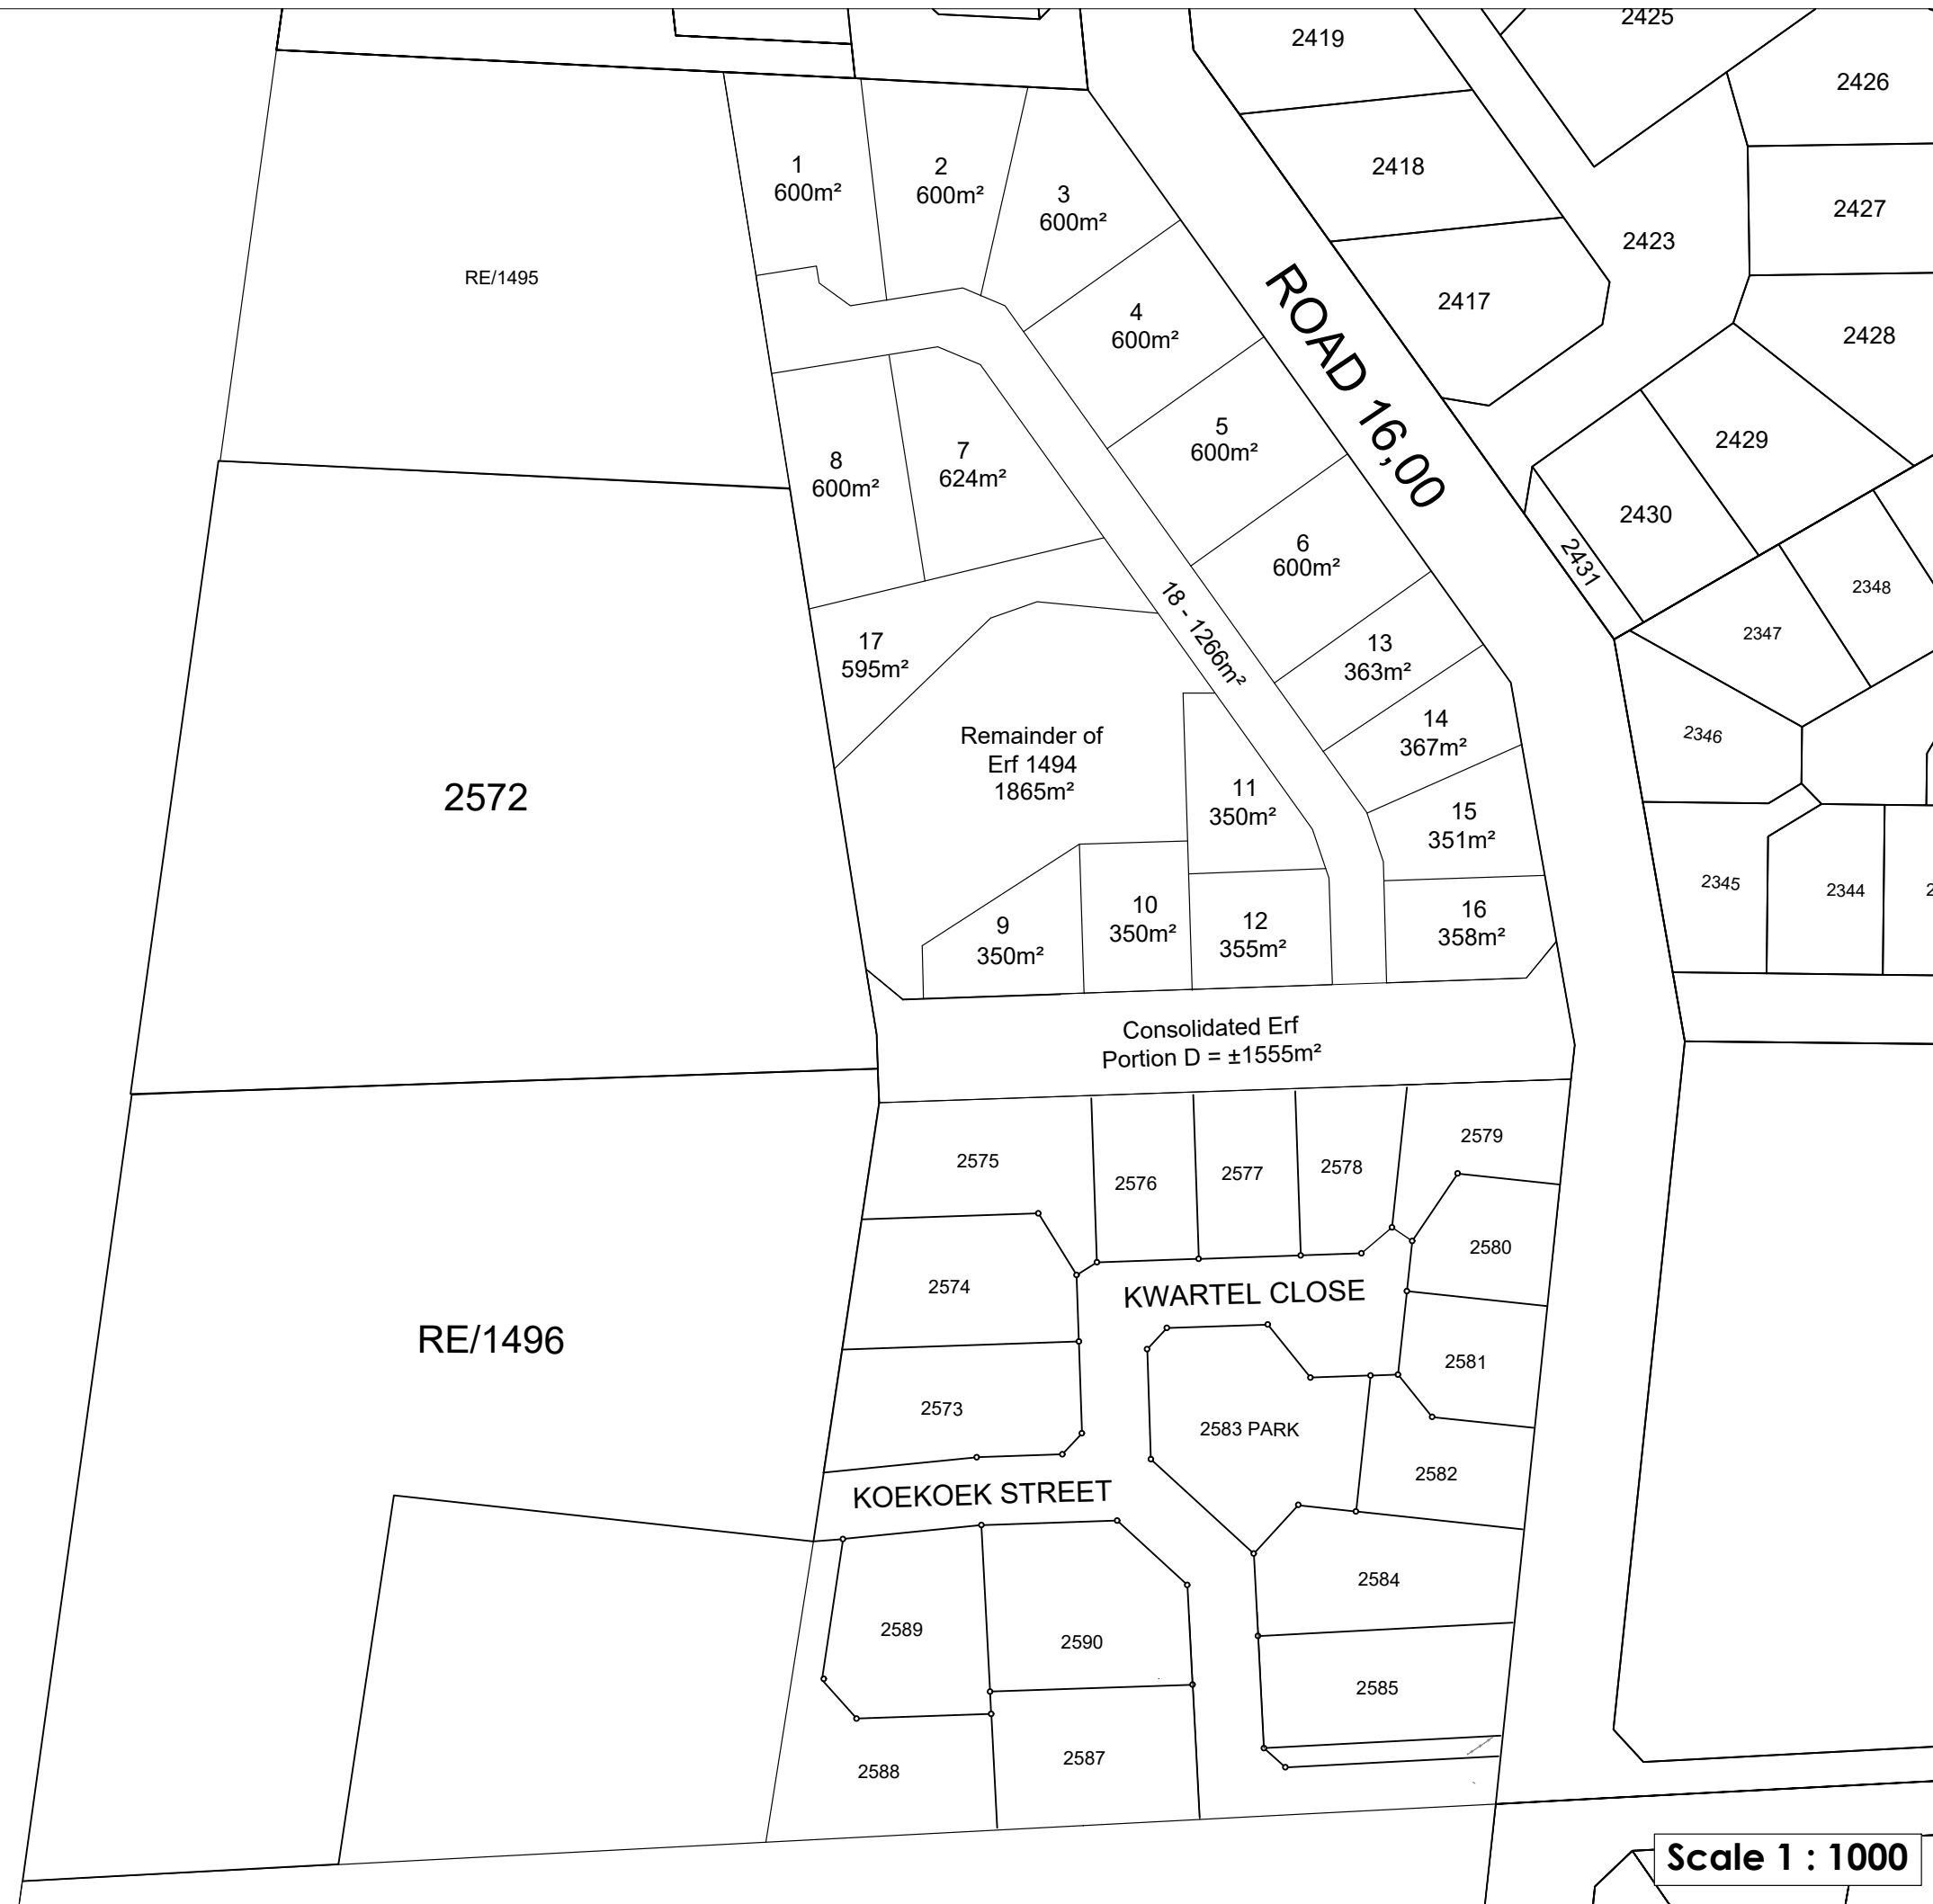 2425
2419
2426
1
600m²
2
600m²
3
600m²
2418
2427
2423
RE/1495
4
600m²
ROAD 16,00
2417
2428
8
600m²
7
624m²
5
600m²
2429
2430
6
600m²
2431
2348
18 - 1266m²
2347
17
595m²
13
363m²
14
367m²
2346
Remainder of
Erf 1494
1865m²
2572
11
350m²
15
351m²
2345
2344
9
350m²
10
350m²
12
355m²
16
358m²
Consolidated Erf
Portion D = ±1555m²
2575
2576
2577
2578
2579
2580
2574
KWARTEL CLOSE
RE/1496
2581
2573
2583 PARK
2582
KOEKOEK STREET
2584
2589
2590
2585
2588
2587
Scale 1 : 1000